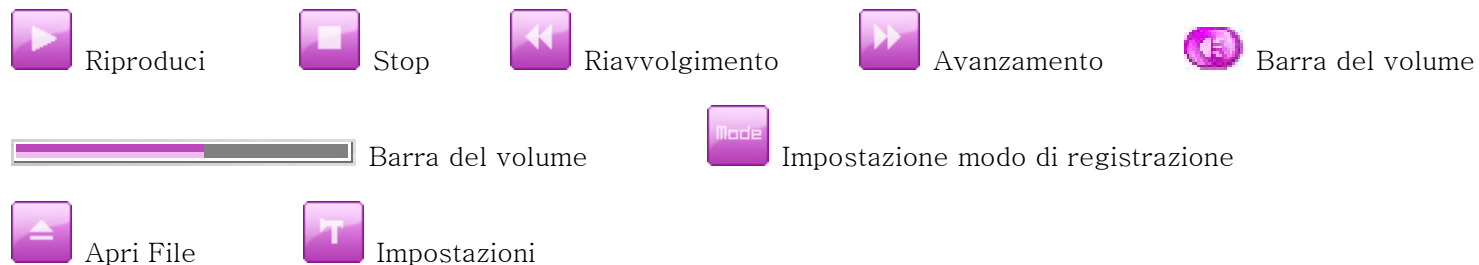 Riproduci Stop Riavvolgimento Avanzamento Barra del volume
Barra del volume Mode Impostazione modo di registrazione
Apri File Impostazioni